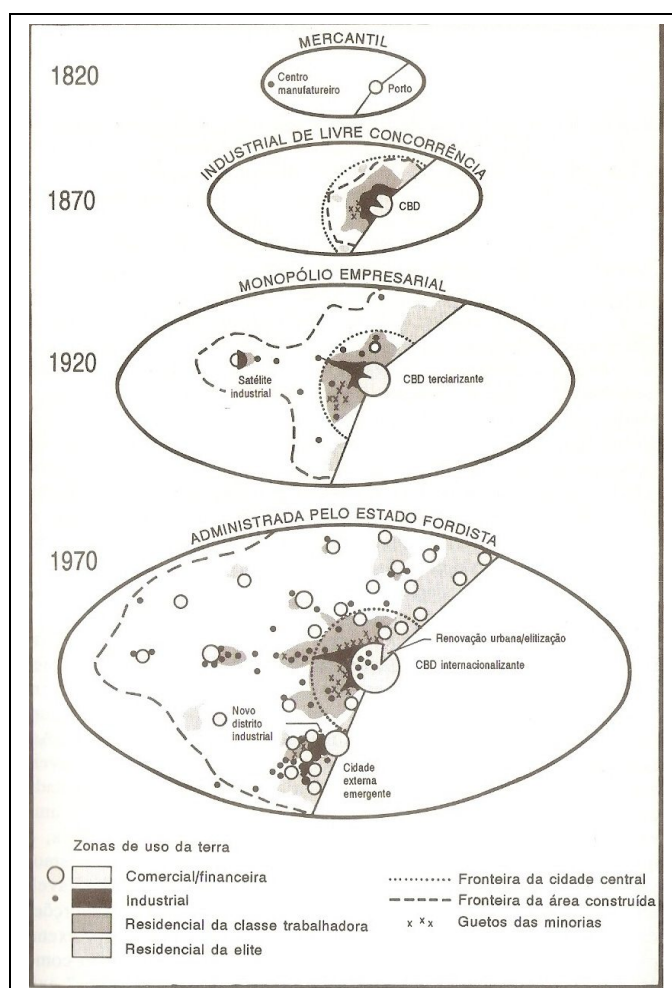 MERCANTIL
1820
Centro
manufatureiro
Porto
INDUSTRIAL DE LIVRE CONCORRÊNCIA
1870
CBD
MONOPÓLIO EMPRESARIAL
1920
Satélite
industrial
CBD terciarizante
ADMINISTRADA PELO ESTADO FORDISTA
1970
Renovação urbana/elitização
CBD internacionalizante
Novo
distrito
industrial
Cidade
externa
emergente
Zonas de uso da terra
Comercial/financeira
Industrial
Residencial da classe trabalhadora
Residencial da elite
Fronteira da cidade central
Fronteira da área construída
Guetos das minorias